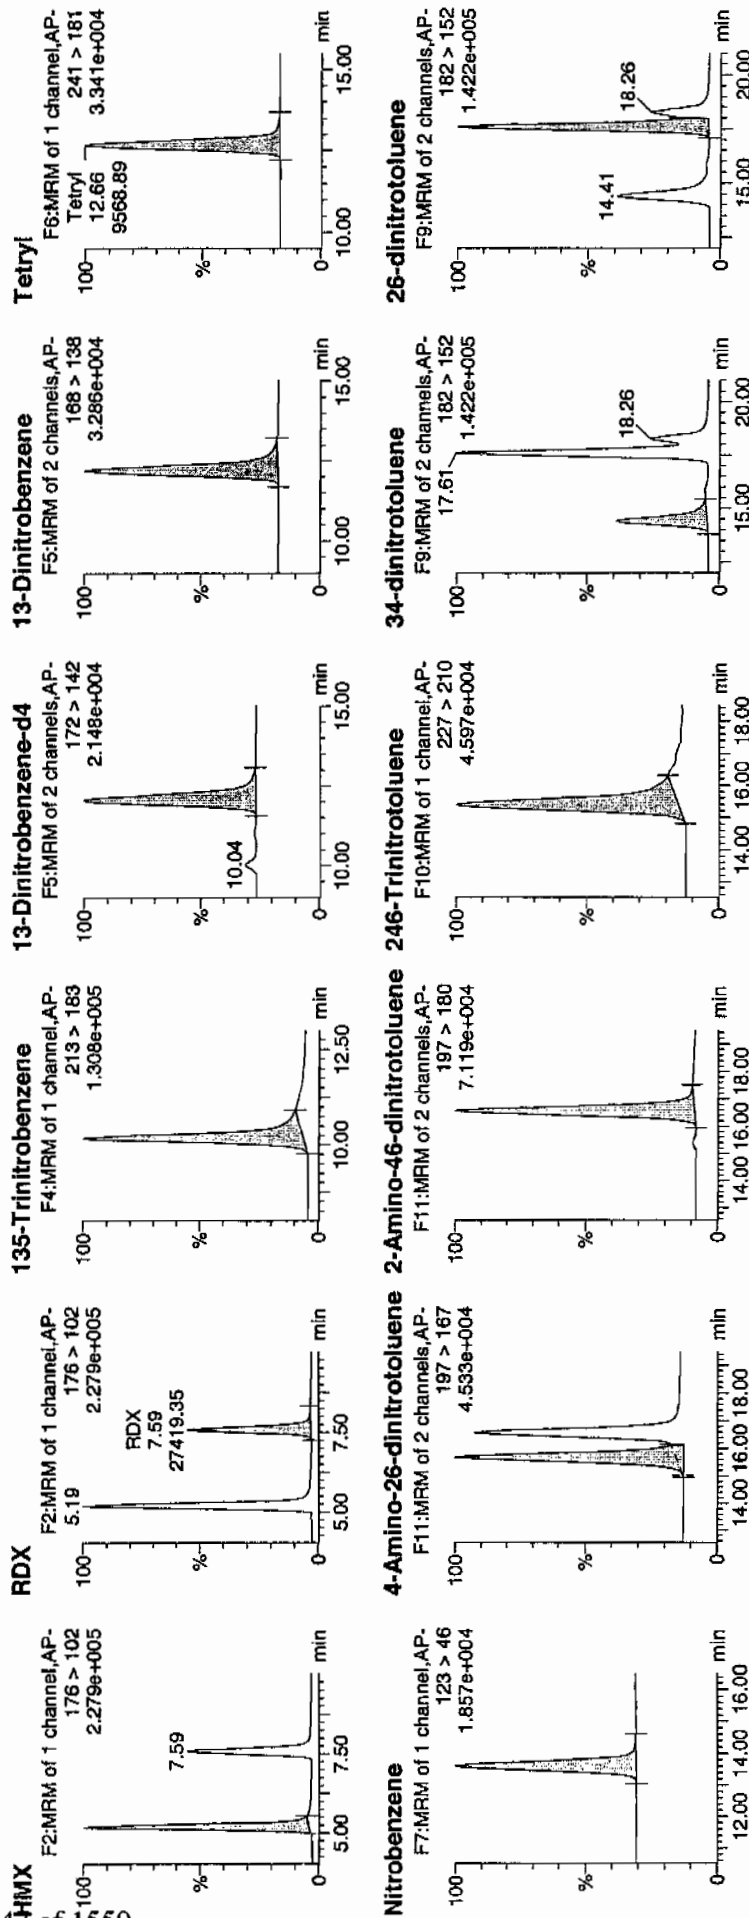 HMX
F2:MRM of 1 channel,AP-
176 > 102
2.279e+005
100
7.59
%
0
5.00 7.50 min
RDX
F2:MRM of 1 channel,AP-
5.19 176 > 102
2.279e+005
100
RDX
7.59
27419.35
%
0
5.00 7.50 min
135-Trinitrobenzene
F4:MRM of 1 channel,AP-
213 > 183
1.308e+005
100
%
0
10.00 12.50 min
13-Dinitrobenzene-d4
F5:MRM of 2 channels,AP-
172 > 142
2.148e+004
100
%
10.04
0
10.00 15.00 min
13-Dinitrobenzene
F5:MRM of 2 channels,AP-
168 > 138
3.286e+004
100
%
0
10.00 15.00 min
Tetryl
F6:MRM of 1 channel,AP-
Tetryl 241 > 181
12.66 3.341e+004
9568.89
100
%
0
10.00 15.00 min
Nitrobenzene
F7:MRM of 1 channel,AP-
123 > 46
1.857e+004
100
%
0
12.00 14.00 16.00 min
4-Amino-26-dinitrotoluene
F11:MRM of 2 channels,AP-
197 > 167
4.533e+004
100
%
0
14.00 16.00 18.00 min
2-Amino-46-dinitrotoluene
F11:MRM of 2 channels,AP-
197 > 180
7.119e+004
100
%
0
14.00 16.00 18.00 min
246-Trinitrotoluene
F10:MRM of 1 channel,AP-
227 > 210
4.597e+004
100
%
0
14.00 16.00 18.00 min
34-dinitrotoluene
F9:MRM of 2 channels,AP-
17.61 182 > 152
1.422e+005
100
18.26
%
0
15.00 20.00 min
26-dinitrotoluene
F9:MRM of 2 channels,AP-
182 > 152
1.422e+005
100
18.26
14.41
%
0
15.00 20.00 min